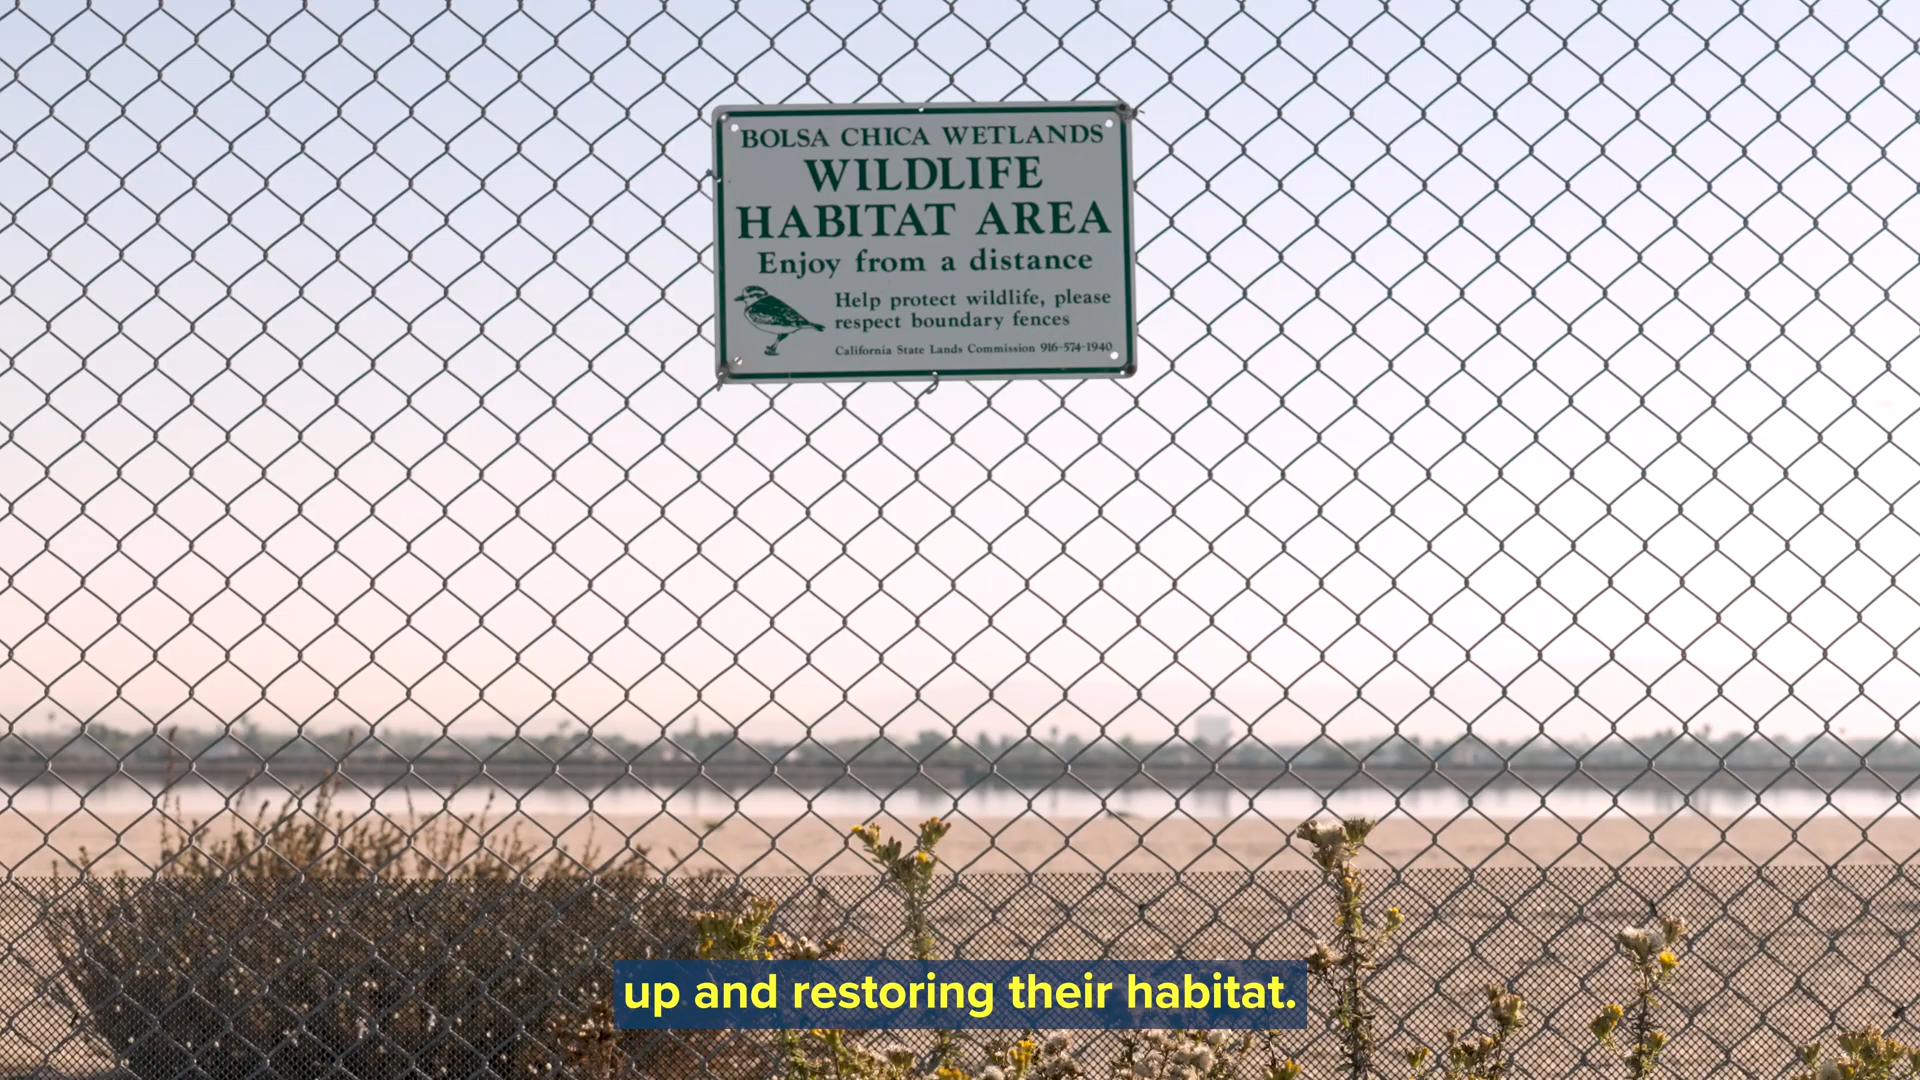 BOLSA CHICA WETLANDS
WILDLIFE
HABITAT AREA
Enjoy from a distance
Help protect wildlife, please
respect boundary fences
California State Lands Commission 916-574-1940
up and restoring their habitat.